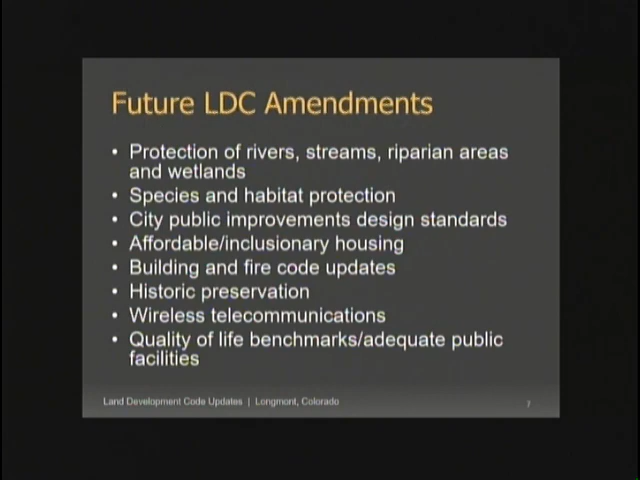 Future LDC Amendments
• Protection of rivers, streams, riparian areas
and wetlands
• Species and habitat protection
• City public improvements design standards
• Affordable/inclusionary housing
• Building and fire code updates
• Historic preservation
• Wireless telecommunications
• Quality of life benchmarks/adequate public
facilities
Land Development Code Updates | Longmont, Colorado 7